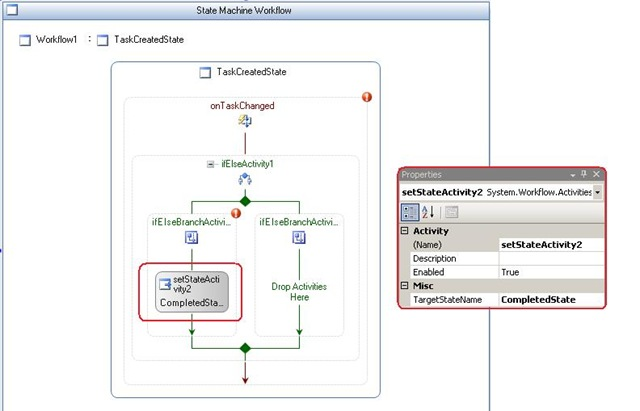 State Machine Workflow
Workflow1 : TaskCreatedState
TaskCreatedState
onTaskChanged
ifElseActivity1
ifElseBranchActivi...
ifElseBranchActivi...
setStateActi
vity2
CompletedSta...
Drop Activities
Here
Properties
setStateActivity2 System.Workflow.Activities
Activity
(Name) setStateActivity2
Description
Enabled True
Misc
TargetStateName CompletedState